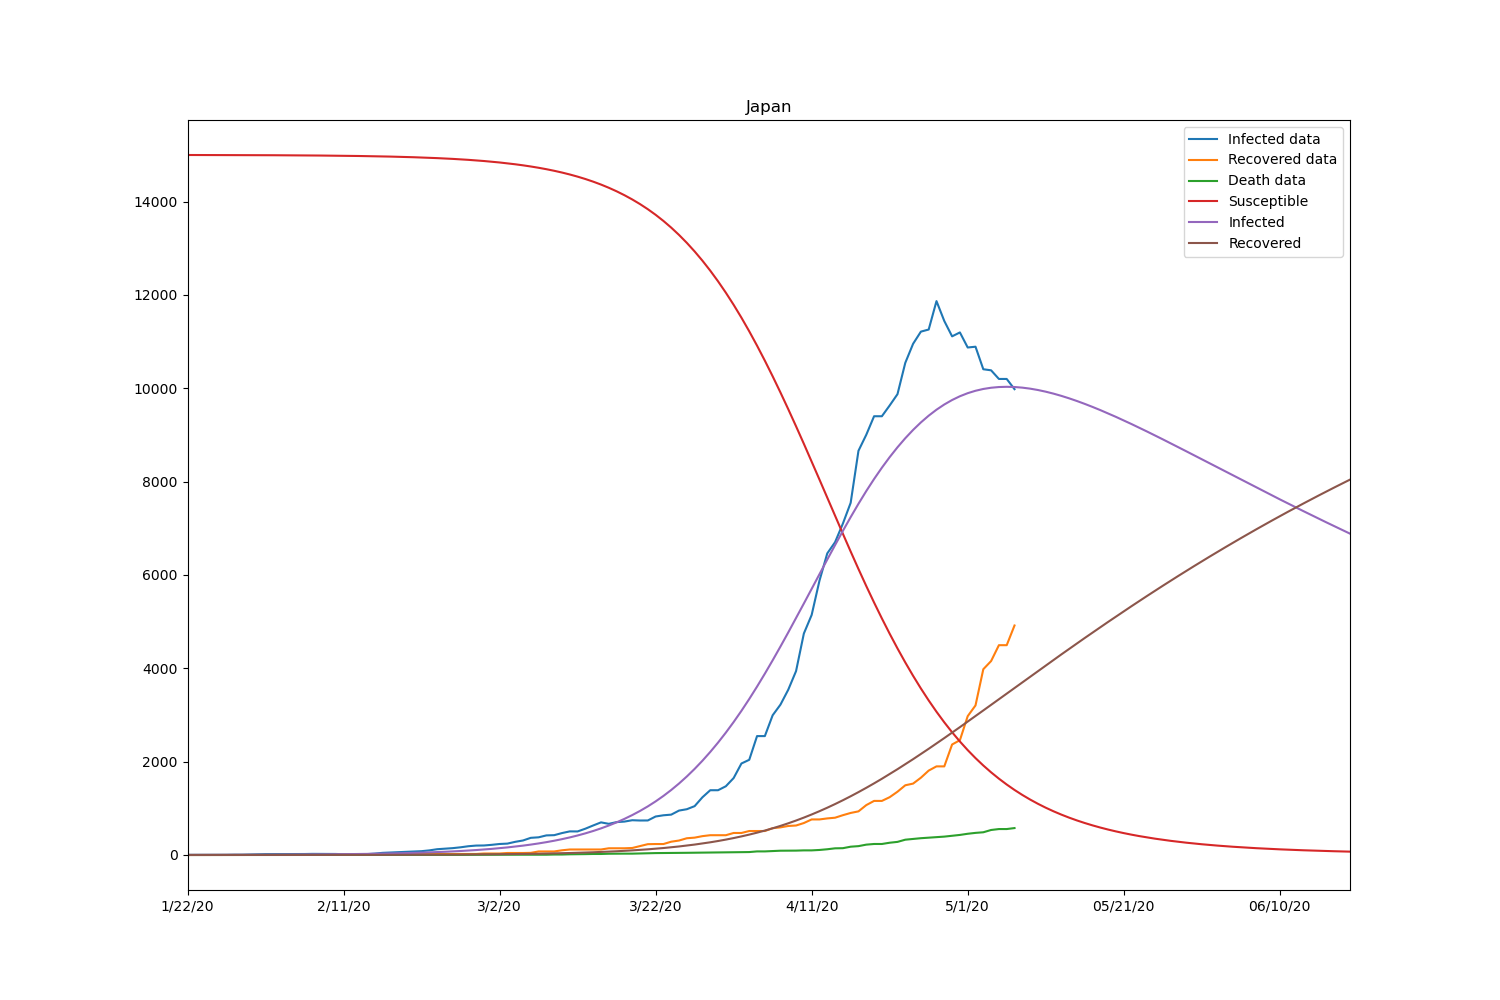 Japan
Infected data
Recovered data
Death data
Susceptible
Infected
Recovered
14000
12000
10000
8000
6000
4000
2000
0
1/22/20 2/11/20 3/2/20 3/22/20 4/11/20 5/1/20 05/21/20 06/10/20